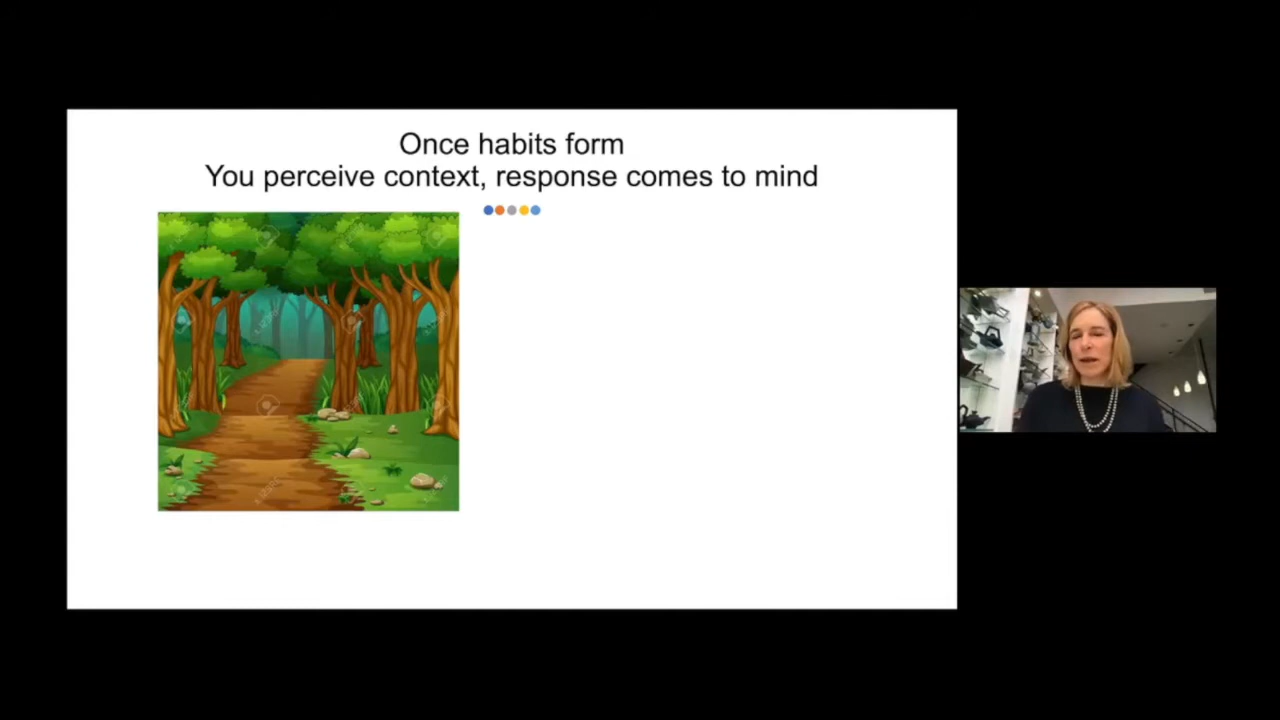 Once habits form
You perceive context, response comes to mind